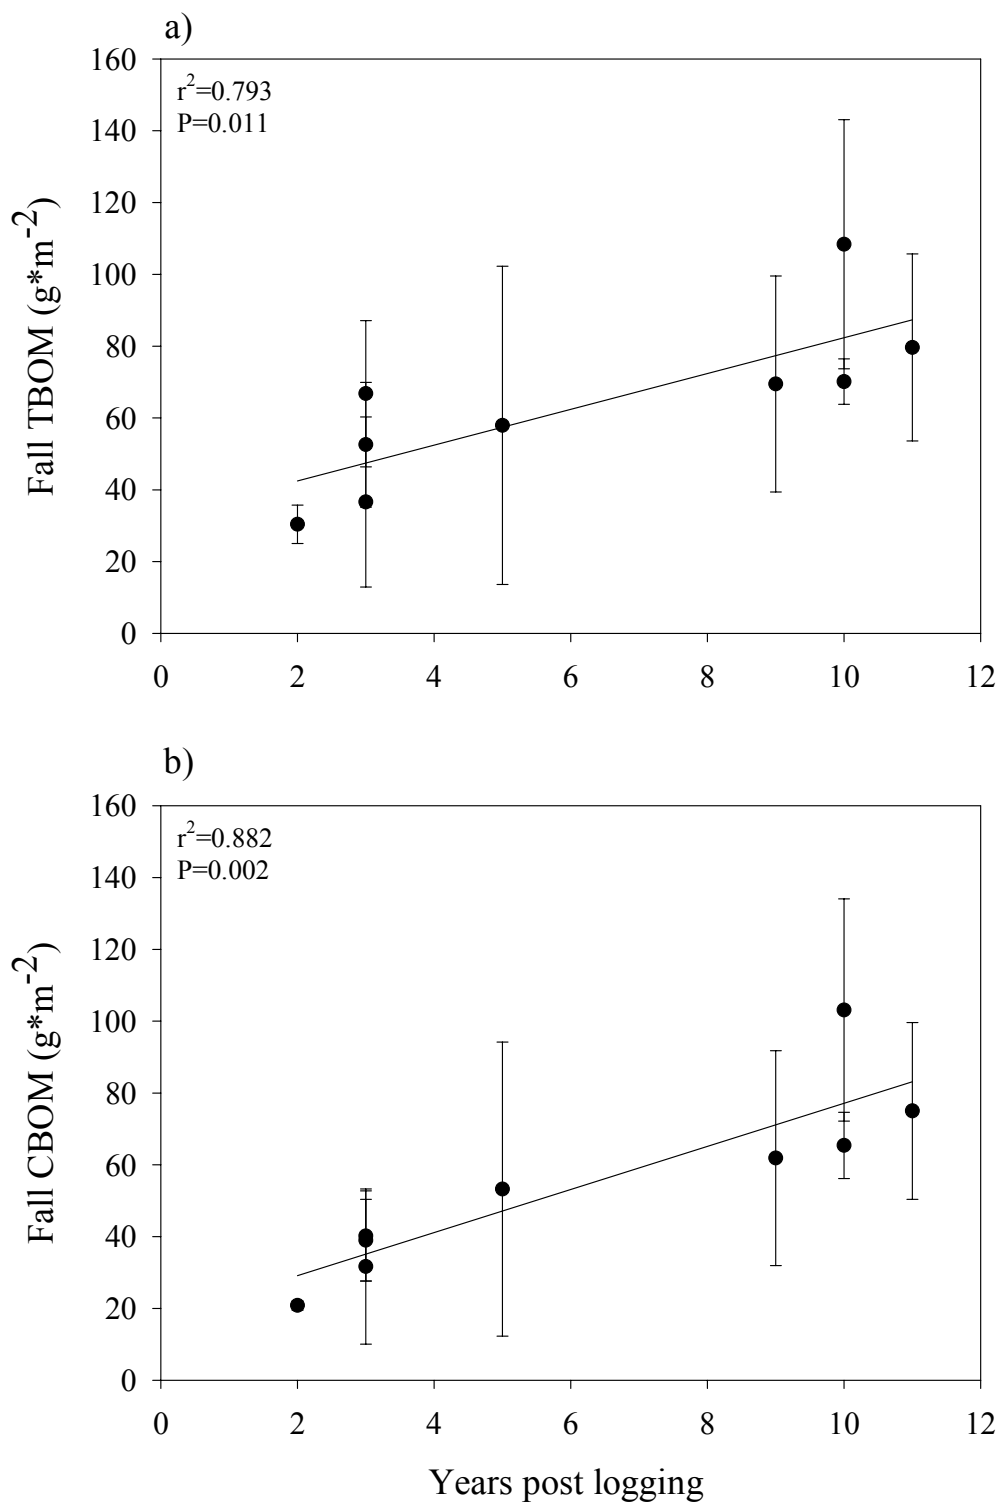 a)
160
140
120
100
80
60
40
20
0
r²=0.793
P=0.011
Fall TBOM (g*m⁻²)
0 2 4 6 8 10 12
b)
160
140
120
100
80
60
40
20
0
r²=0.882
P=0.002
Fall CBOM (g*m⁻²)
0 2 4 6 8 10 12
Years post logging